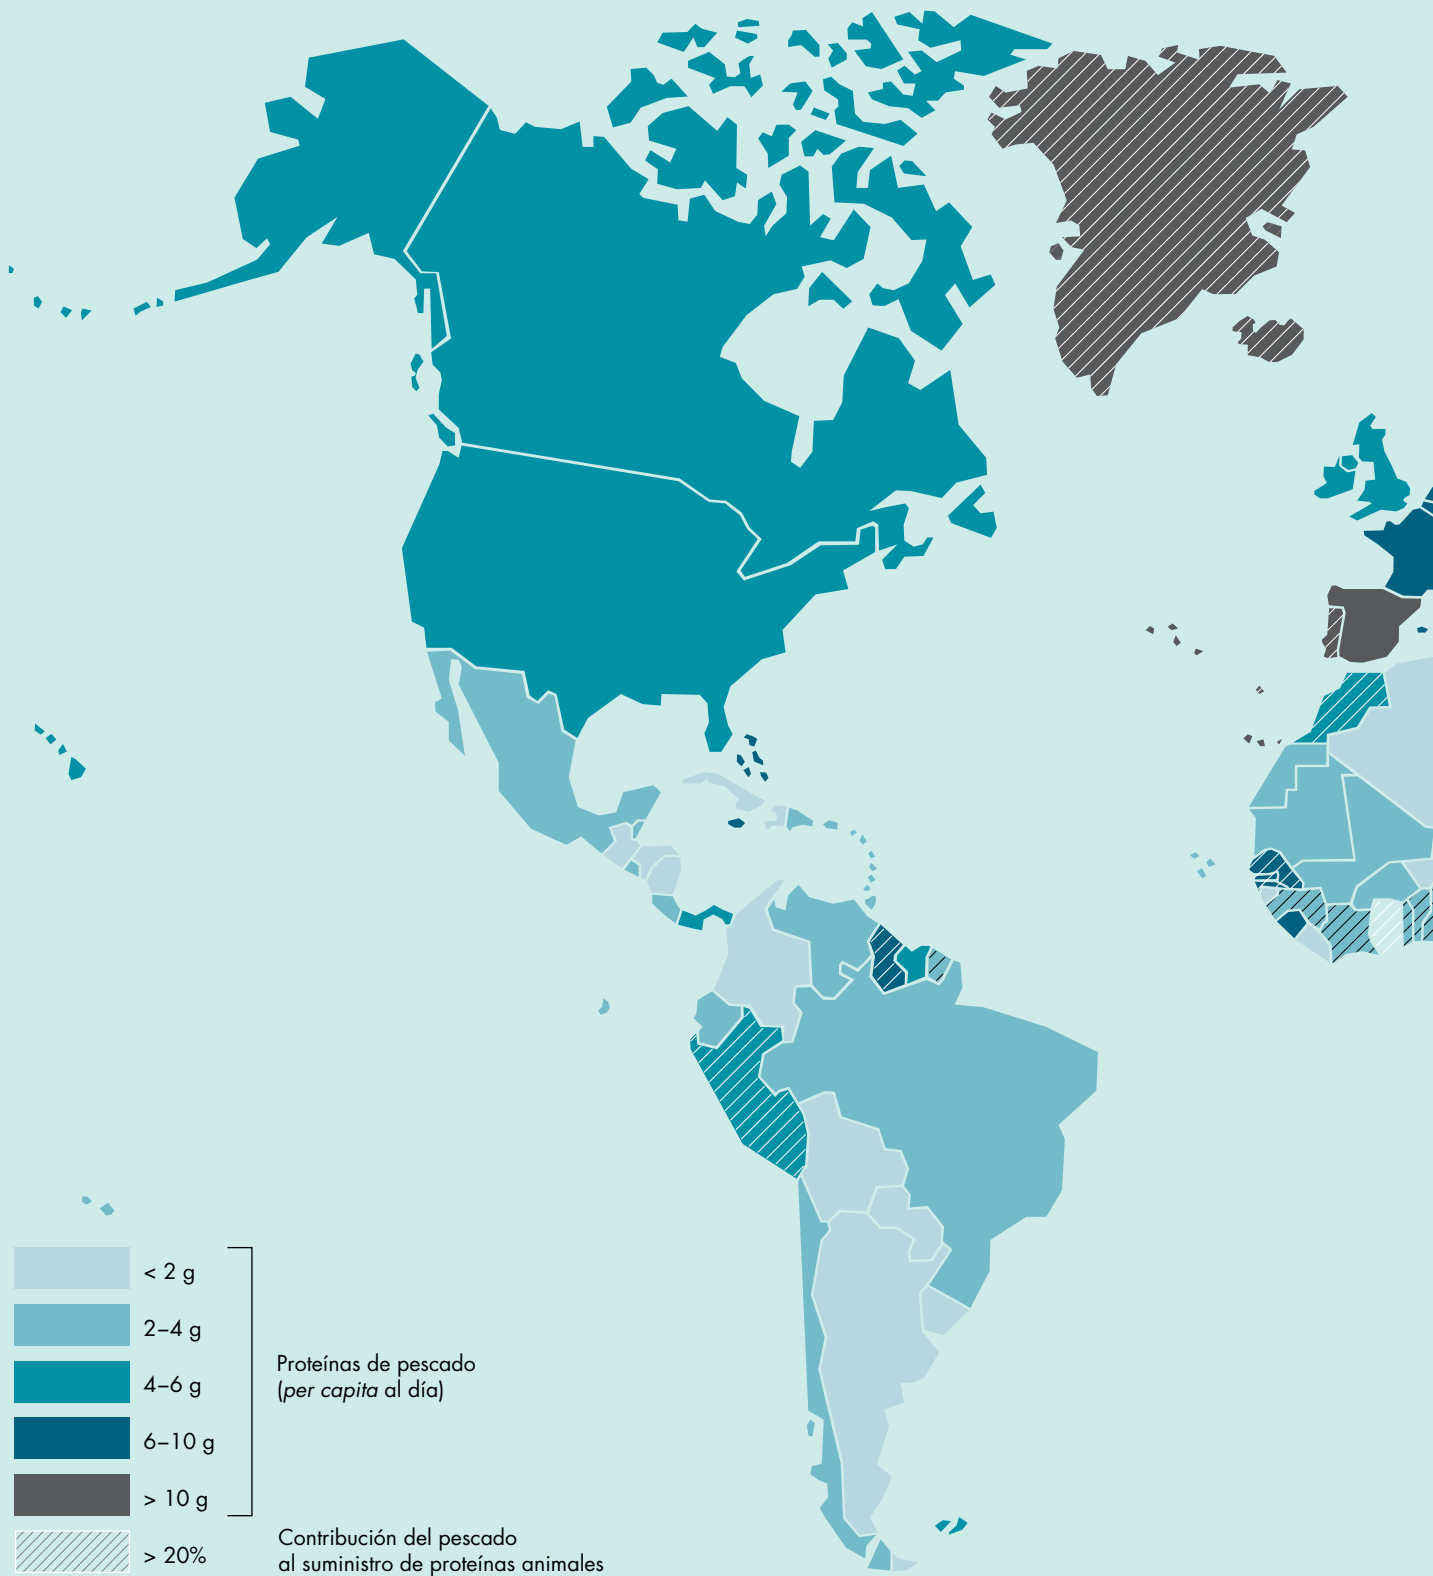 < 2 g
2–4 g
4–6 g
6–10 g
> 10 g
> 20%
Proteínas de pescado
(per capita al día)
Contribución del pescado
al suministro de proteínas animales